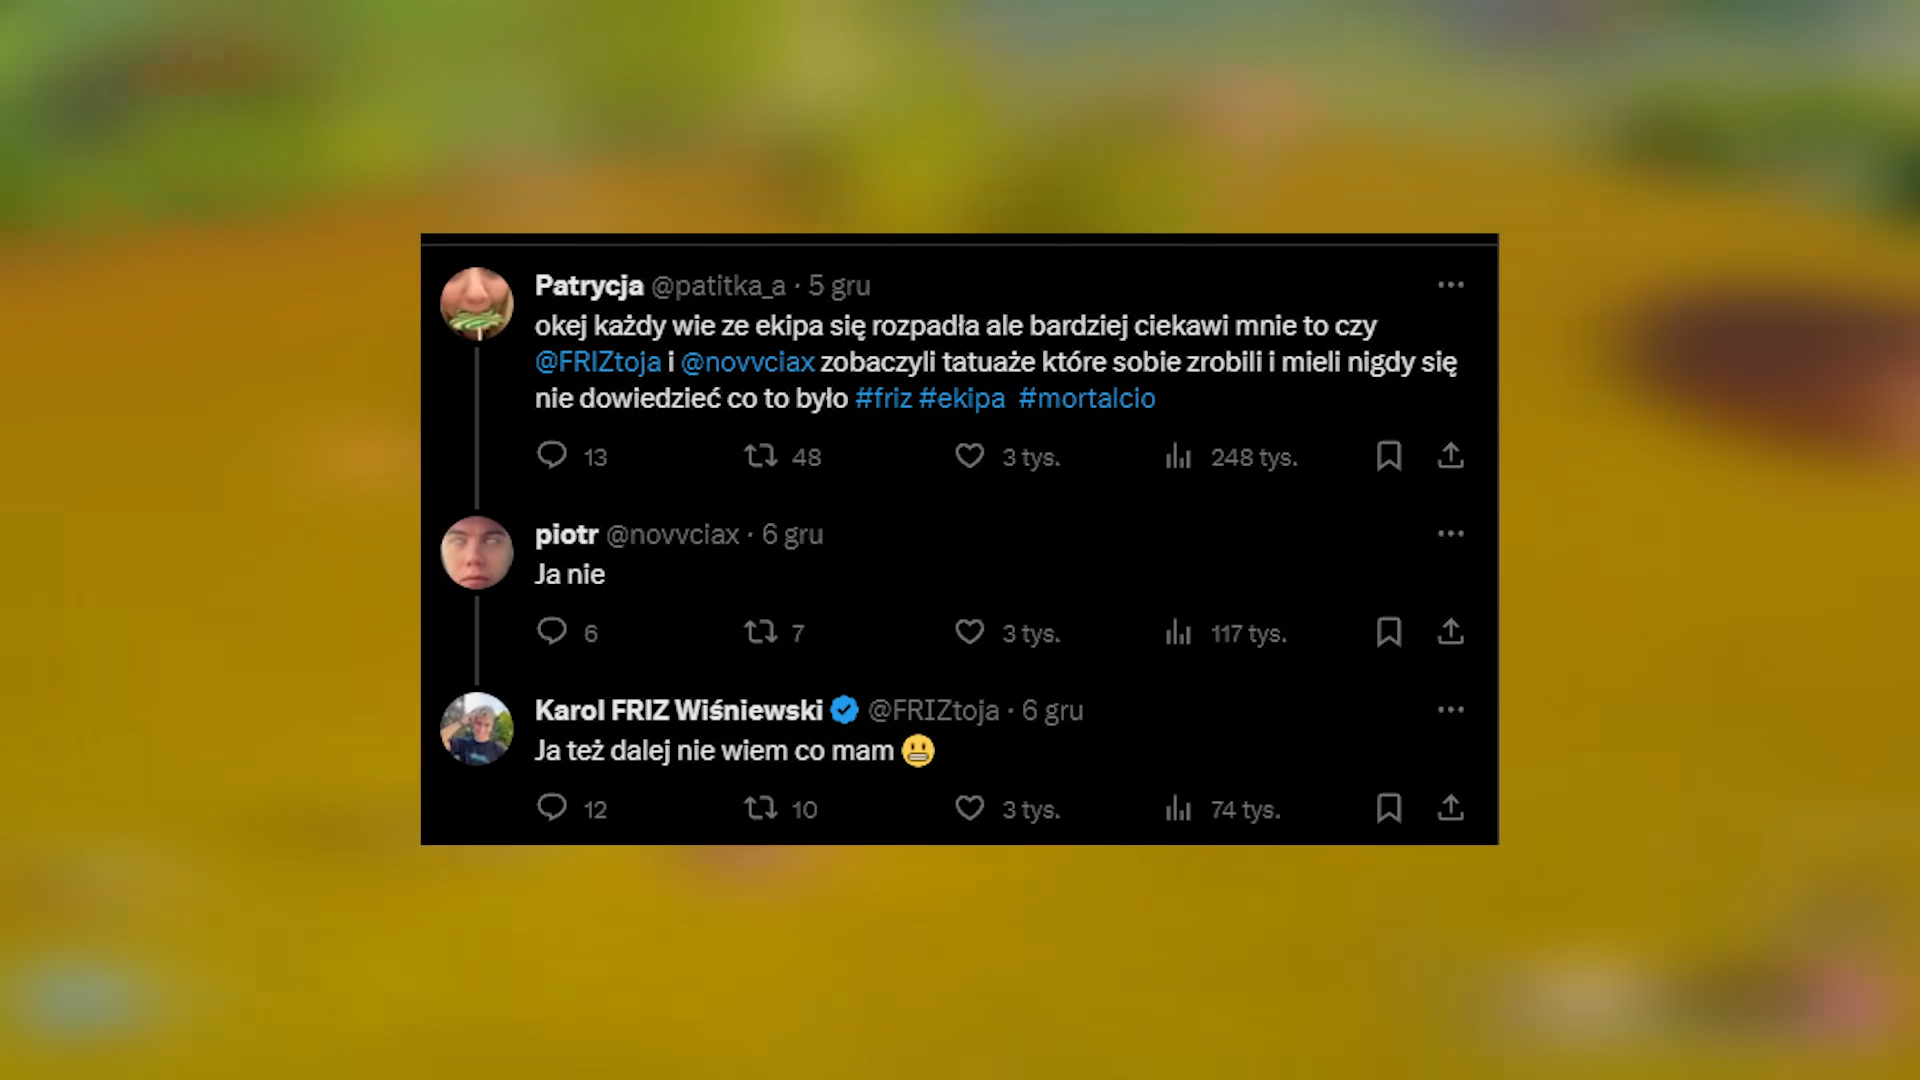 Patrycja @patitka_a · 5 gru
okej każdy wie ze ekipa się rozpadła ale bardziej ciekawi mnie to czy
@FRIZtoja i @novvciax zobaczyli tatuaże które sobie zrobili i mieli nigdy się
nie dowiedzieć co to było #friz #ekipa #mortalcio
13 48 3 tys. 248 tys.
piotr @novvciax · 6 gru
Ja nie
6 7 3 tys. 117 tys.
Karol FRIZ Wiśniewski @FRIZtoja · 6 gru
Ja też dalej nie wiem co mam 😬
12 10 3 tys. 74 tys.